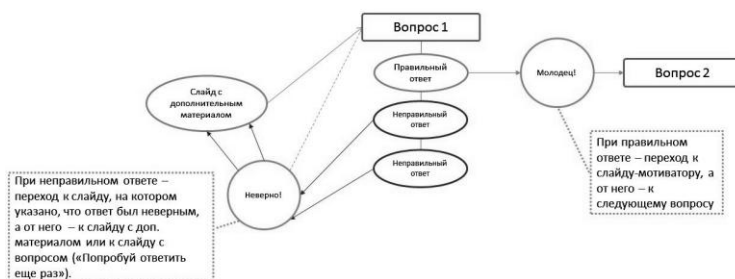 Вопрос 1
Правильный
ответ
Молодец!
Вопрос 2
Слайд с
дополнительным
материалом
Неправильный
ответ
Неправильный
ответ
Неверно!
При неправильном ответе –
переход к слайду, на котором
указано, что ответ был неверным,
а от него – к слайду с доп.
материалом или к слайду с
вопросом («Попробуй ответить
еще раз»).
При правильном
ответе – переход к
слайду-мотиватору, а
от него – к
следующему вопросу